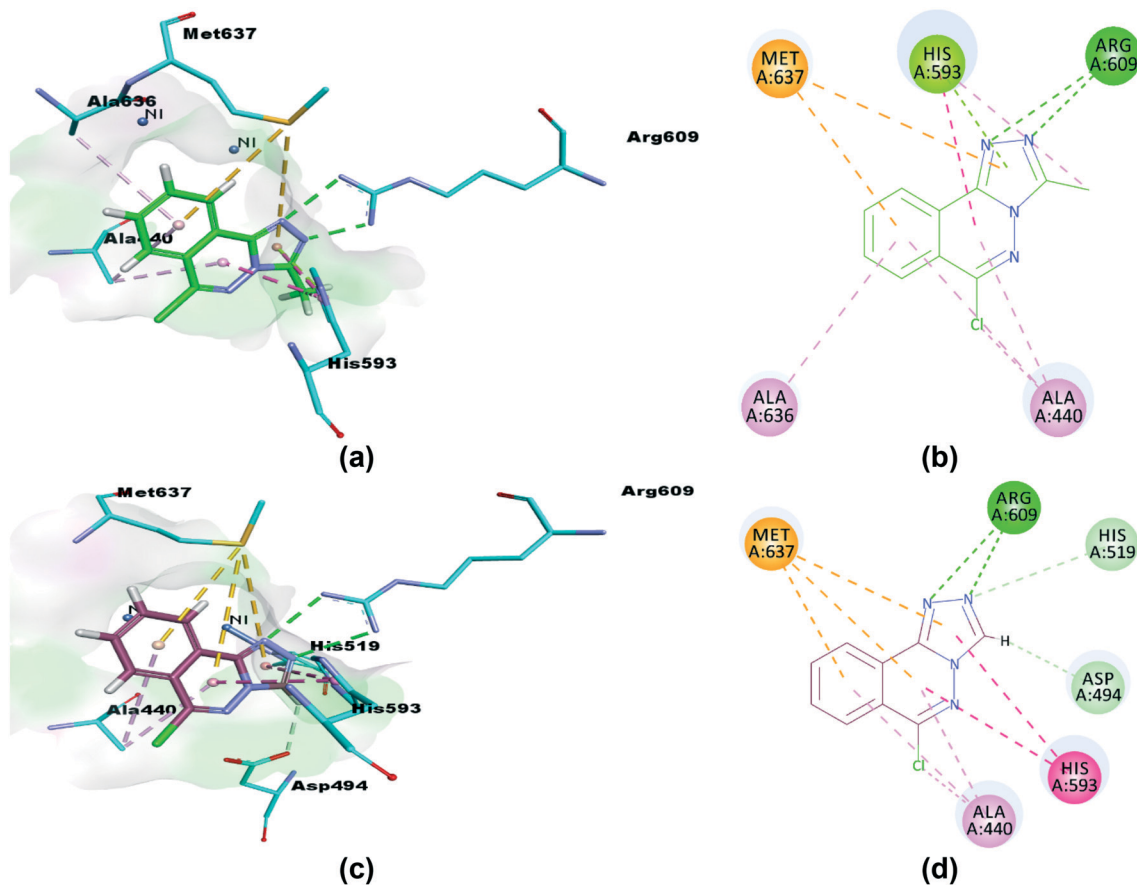 Met637
Ala636
NI
NI
Arg609
Ala440
His593
(a)
MET
A:637
HIS
A:593
ARG
A:609
N
N
N
N
Cl
ALA
A:636
ALA
A:440
(b)
Met637
Arg609
NI
His519
Ala440
His593
Asp494
(c)
ARG
A:609
MET
A:637
HIS
A:519
N
N
H
N
N
ASP
A:494
Cl
HIS
A:593
ALA
A:440
(d)